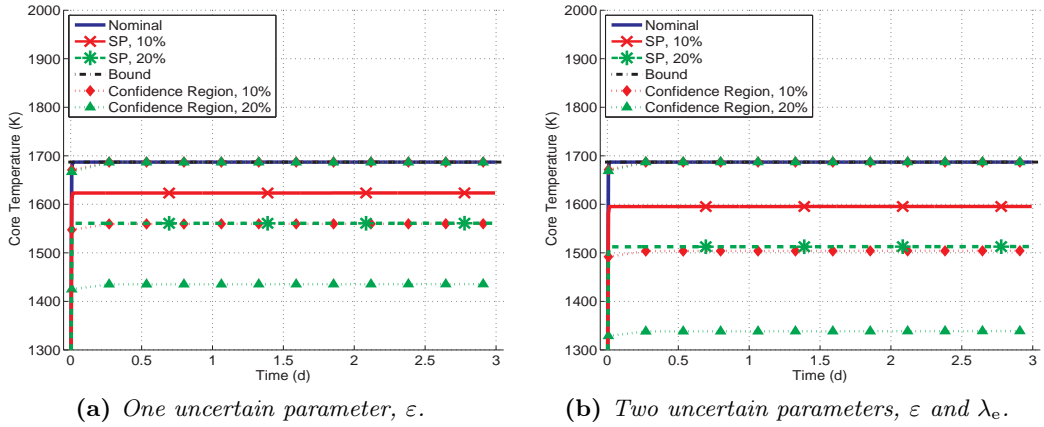 2000
1900
1800
1700
1600
1500
1400
1300
Core Temperature (K)
Nominal
SP, 10%
SP, 20%
Bound
Confidence Region, 10%
Confidence Region, 20%
0 0.5 1 1.5 2 2.5 3
Time (d)
(a) One uncertain parameter, ε.
2000
1900
1800
1700
1600
1500
1400
1300
Core Temperature (K)
Nominal
SP, 10%
SP, 20%
Bound
Confidence Region, 10%
Confidence Region, 20%
0 0.5 1 1.5 2 2.5 3
Time (d)
(b) Two uncertain parameters, ε and λe.